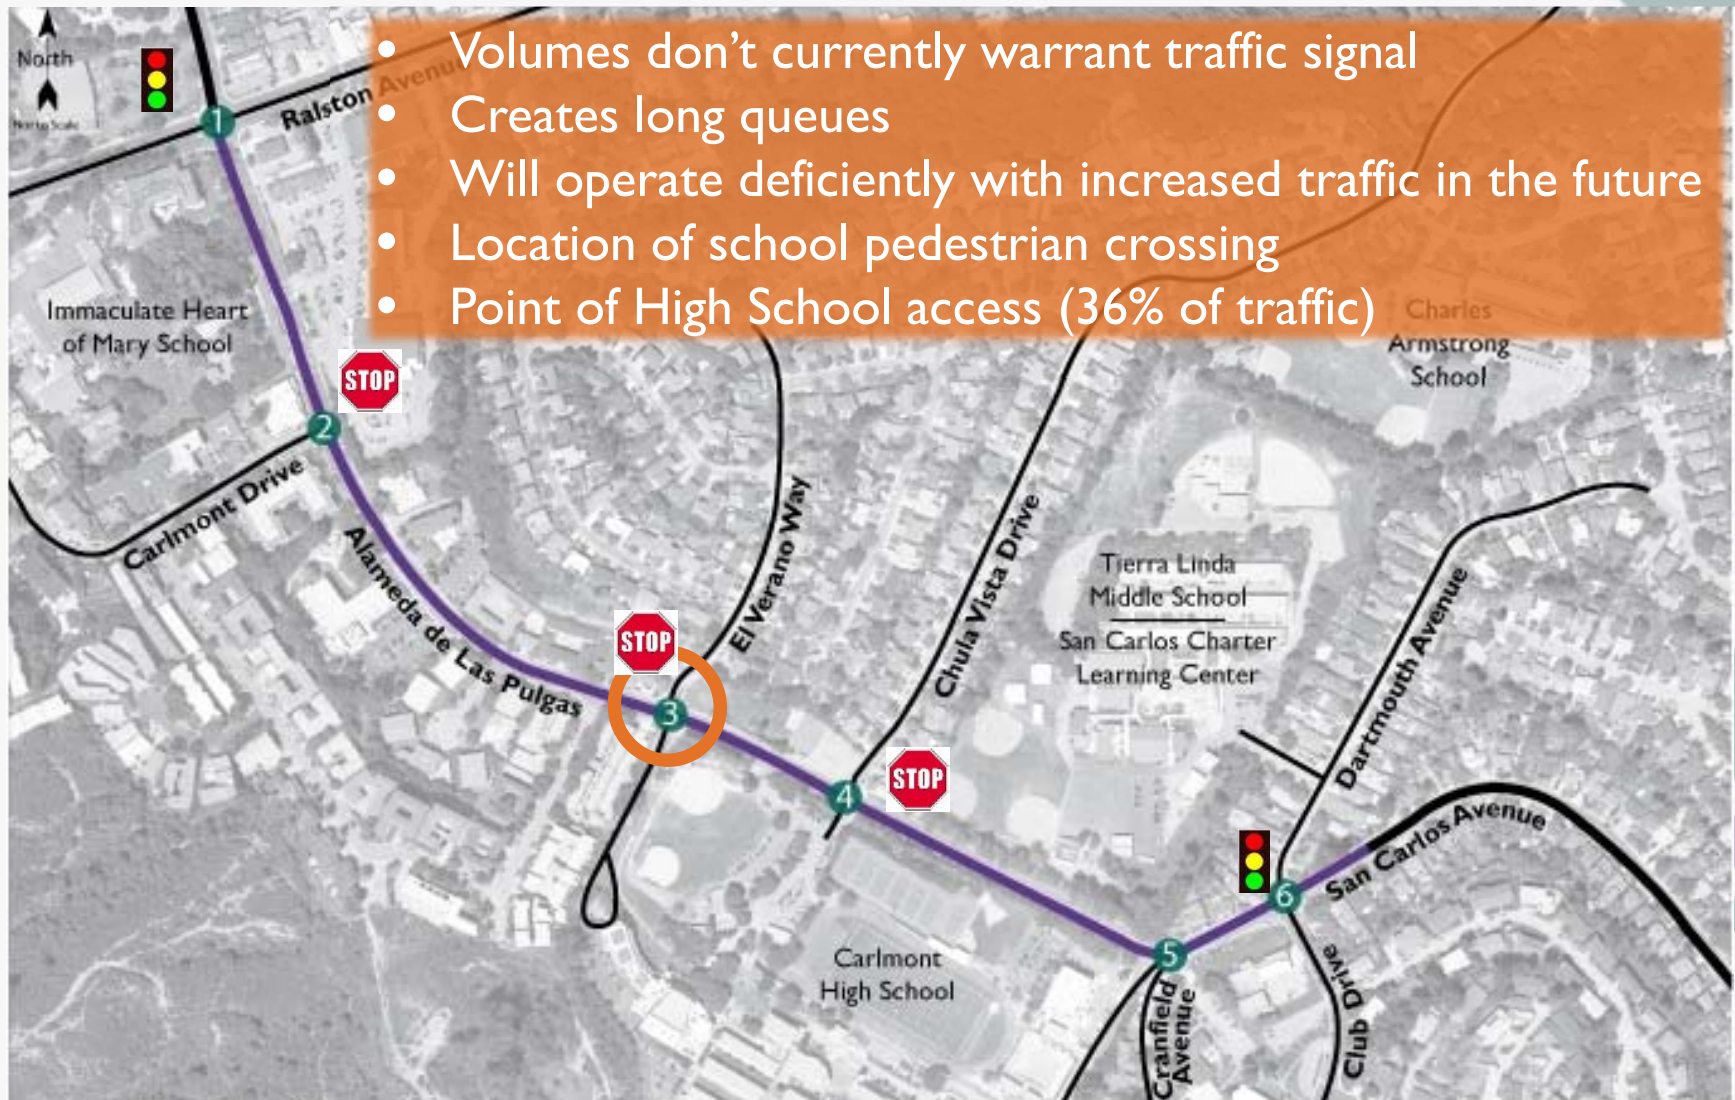 • Volumes don't currently warrant traffic signal
• Creates long queues
• Will operate deficiently with increased traffic in the future
• Location of school pedestrian crossing
• Point of High School access (36% of traffic)
North
Not to Scale
1
Ralston Avenue
Immaculate Heart
of Mary School
Charles
Armstrong
School
STOP
2
Carlmont Drive
Alameda de Las Pulgas
El Verano Way
Chula Vista Drive
Tierra Linda
Middle School
San Carlos Charter
Learning Center
Dartmouth Avenue
STOP
3
STOP
4
San Carlos Avenue
6
5
Carlmont
High School
Cranfield
Avenue
Club Drive